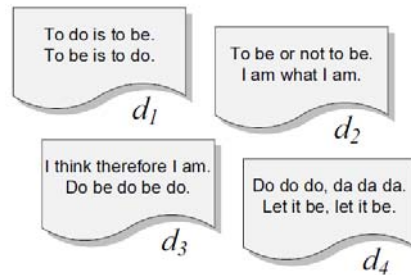 To do is to be.
To be is to do.
d1
To be or not to be.
I am what I am.
d2
I think therefore I am.
Do be do be do.
d3
Do do do, da da da.
Let it be, let it be.
d4